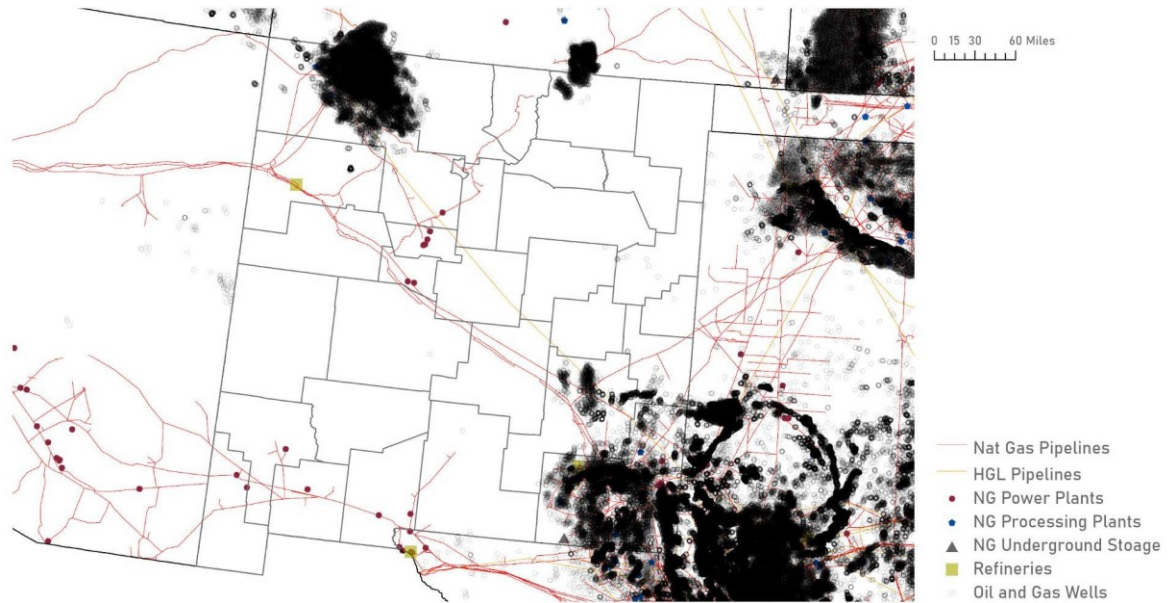 0 15 30 60 Miles
Nat Gas Pipelines
HGL Pipelines
NG Power Plants
NG Processing Plants
NG Underground Stoage
Refineries
Oil and Gas Wells